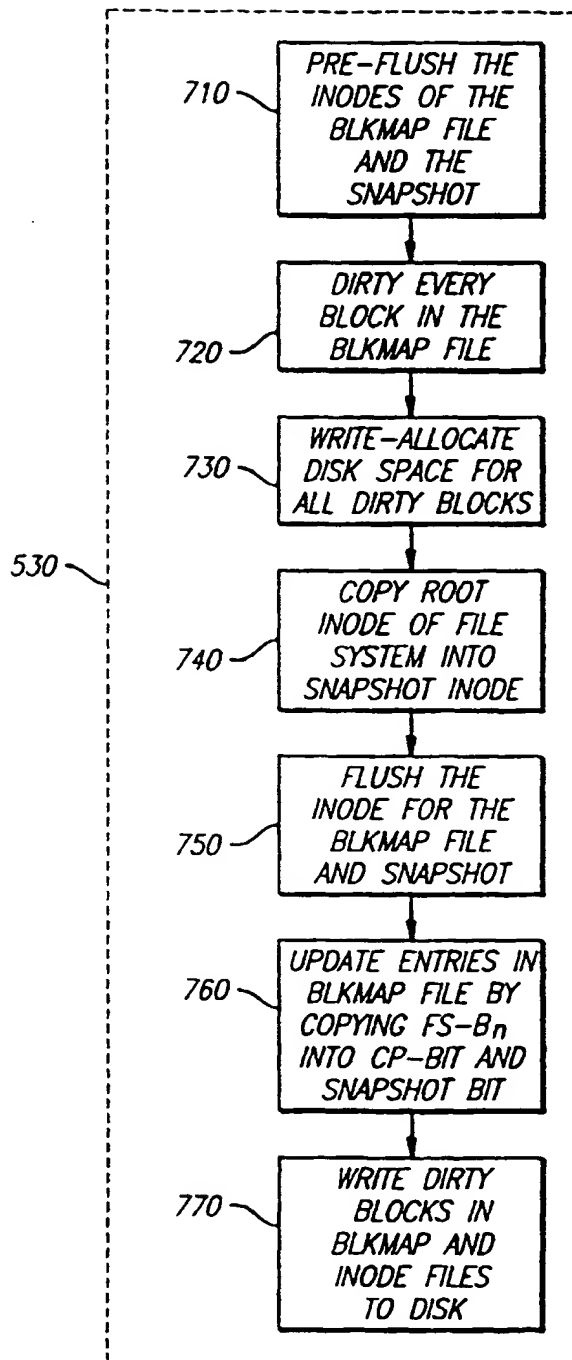 710
PRE-FLUSH THE
INODES OF THE
BLKMAP FILE
AND THE
SNAPSHOT
720
DIRTY EVERY
BLOCK IN THE
BLKMAP FILE
730
WRITE-ALLOCATE
DISK SPACE FOR
ALL DIRTY BLOCKS
530
740
COPY ROOT
INODE OF FILE
SYSTEM INTO
SNAPSHOT INODE
750
FLUSH THE
INODE FOR THE
BLKMAP FILE
AND SNAPSHOT
760
UPDATE ENTRIES IN
BLKMAP FILE BY
COPYING FS-Bn
INTO CP-BIT AND
SNAPSHOT BIT
770
WRITE DIRTY
BLOCKS IN
BLKMAP AND
INODE FILES
TO DISK